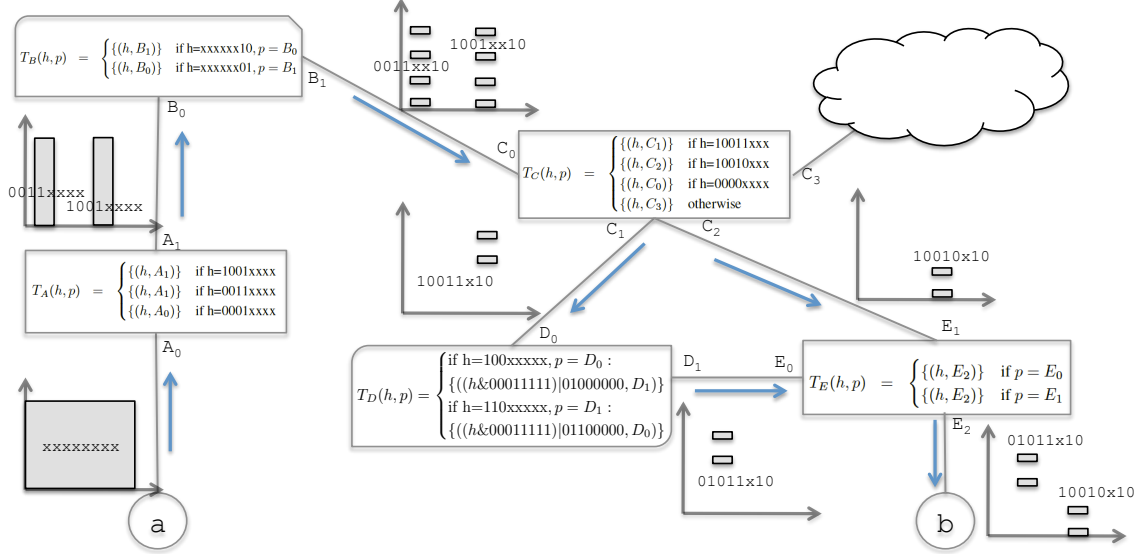 T_B(h,p) = {(h, B_1)} if h=xxxxxx10, p = B_0
{(h, B_0)} if h=xxxxxx01, p = B_1
B_1
B_0
1001xx10
0011xx10
C_0
T_C(h,p) = {(h, C_1)} if h=10011xxx
{(h, C_2)} if h=10010xxx
{(h, C_0)} if h=0000xxxx
{(h, C_3)} otherwise
C_3
C_1
C_2
0011xxxx
1001xxxx
A_1
T_A(h,p) = {(h, A_1)} if h=1001xxxx
{(h, A_1)} if h=0011xxxx
{(h, A_0)} if h=0001xxxx
A_0
10011x10
10010x10
D_0
E_1
T_D(h,p) = if h=100xxxxx, p = D_0 :
{((h&00011111)|01000000, D_1)}
if h=110xxxxx, p = D_1 :
{((h&00011111)|01100000, D_0)}
D_1
E_0
T_E(h,p) = {(h, E_2)} if p = E_0
{(h, E_2)} if p = E_1
E_2
xxxxxxxx
01011x10
01011x10
10010x10
a
b